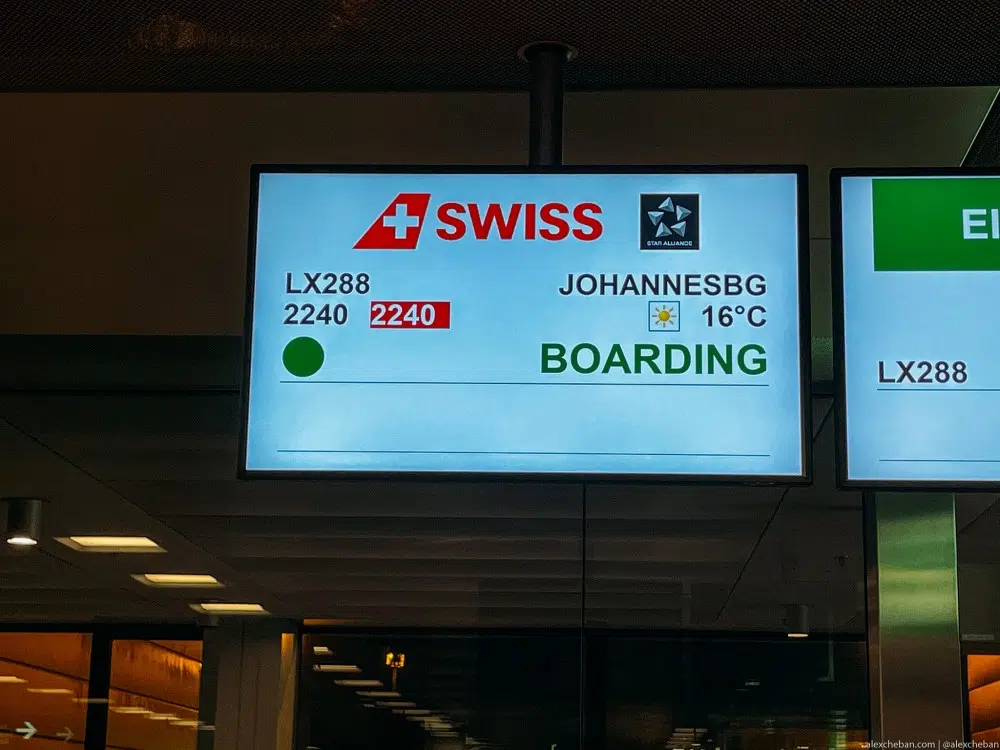 SWISS
STAR ALLIANCE
LX288
JOHANNESBG
2240 2240
16°C
BOARDING
LX288
alexcheban.com | @alexcheban